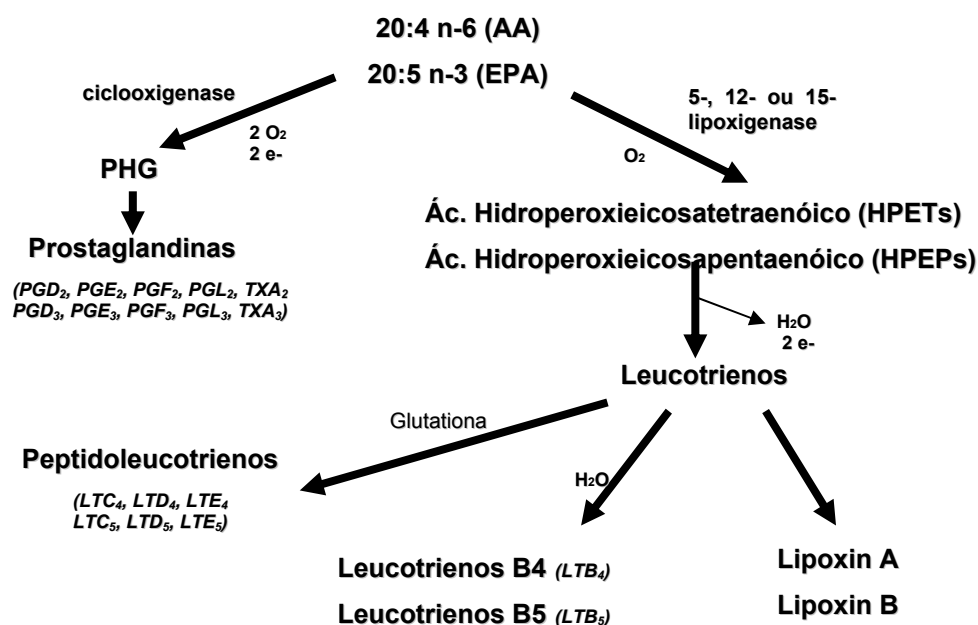 20:4 n-6 (AA)
20:5 n-3 (EPA)
ciclooxigenase
2 O₂
2 e-
5-, 12- ou 15-
lipoxigenase
O₂
PHG
Prostaglandinas
(PGD₂, PGE₂, PGF₂, PGL₂, TXA₂
PGD₃, PGE₃, PGF₃, PGL₃, TXA₃)
Ác. Hidroperoxieicosatetraenóico (HPETs)
Ác. Hidroperoxieicosapentaenóico (HPEPs)
H₂O
2 e-
Leucotrienos
Glutationa
Peptidoleucotrienos
(LTC₄, LTD₄, LTE₄
LTC₅, LTD₅, LTE₅)
H₂O
Leucotrienos B4 (LTB₄)
Leucotrienos B5 (LTB₅)
Lipoxin A
Lipoxin B